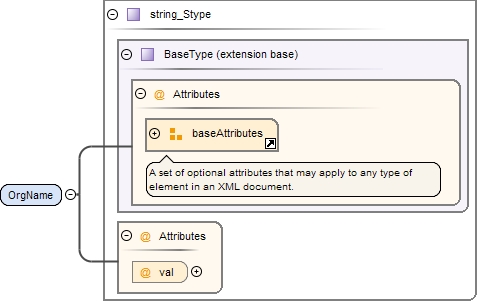 string_Stype
BaseType (extension base)
@ Attributes
baseAttributes
A set of optional attributes that may apply to any type of
element in an XML document.
OrgName
@ Attributes
@ val